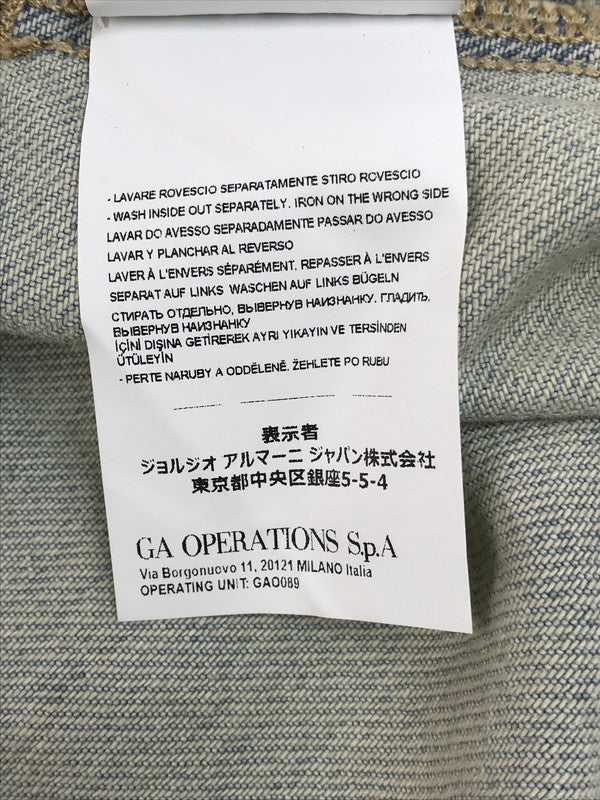 - LAVARE ROVESCIO SEPARATAMENTE STIRO ROVESCIO
- WASH INSIDE OUT SEPARATELY. IRON ON THE WRONG SIDE
LAVAR DO AVESSO SEPARADAMENTE PASSAR DO AVESSO
LAVAR Y PLANCHAR AL REVERSO
LAVER À L'ENVERS SÉPARÉMENT. REPASSER À L'ENVERS
SEPARAT AUF LINKS WASCHEN AUF LINKS BÜGELN
СТИРАТЬ ОТДЕЛЬНО, ВЫВЕРНУВ НАИЗНАНКУ. ГЛАДИТЬ,
ВЫВЕРНУВ НАИЗНАНКУ
İÇİNİ DIŞINA GETİREREK AYRI YIKAYIN VE TERSİNDEN
ÜTÜLEYİN
- PERTE NARUBY A ODDĚLENĚ. ŽEHLETE PO RUBU
表示者
ジョルジオ アルマーニ ジャパン株式会社
東京都中央区銀座5-5-4
GA OPERATIONS S.p.A
Via Borgonuovo 11, 20121 MILANO Italia
OPERATING UNIT: GAO089